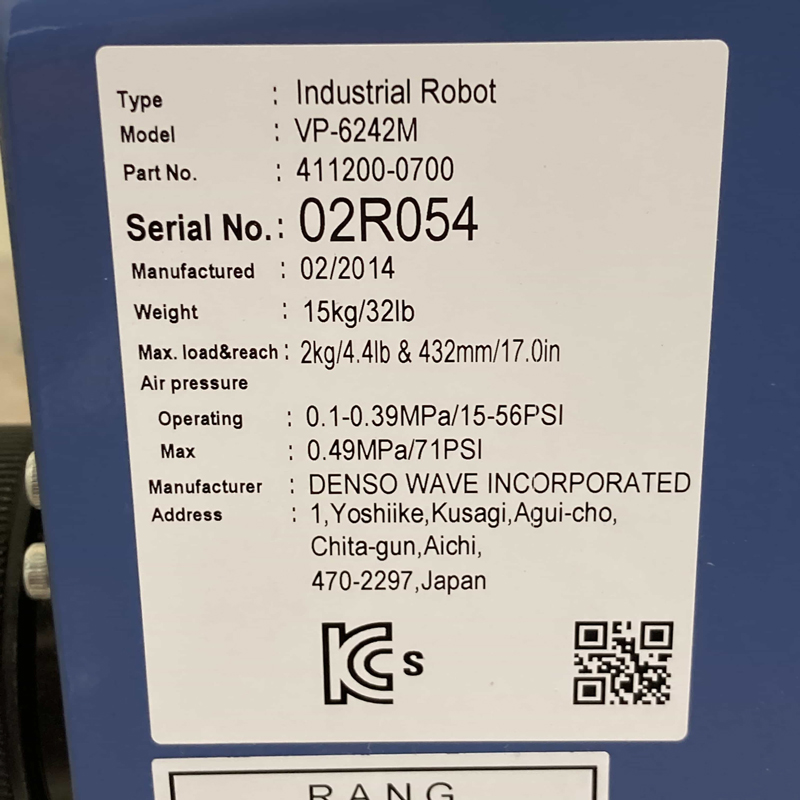 Type : Industrial Robot
Model : VP-6242M
Part No. : 411200-0700
Serial No. : 02R054
Manufactured : 02/2014
Weight : 15kg/32lb
Max. load&reach : 2kg/4.4lb & 432mm/17.0in
Air pressure
Operating : 0.1-0.39MPa/15-56PSI
Max : 0.49MPa/71PSI
Manufacturer : DENSO WAVE INCORPORATED
Address : 1,Yoshiike,Kusagi,Agui-cho,
Chita-gun,Aichi,
470-2297,Japan
KC s
RANG